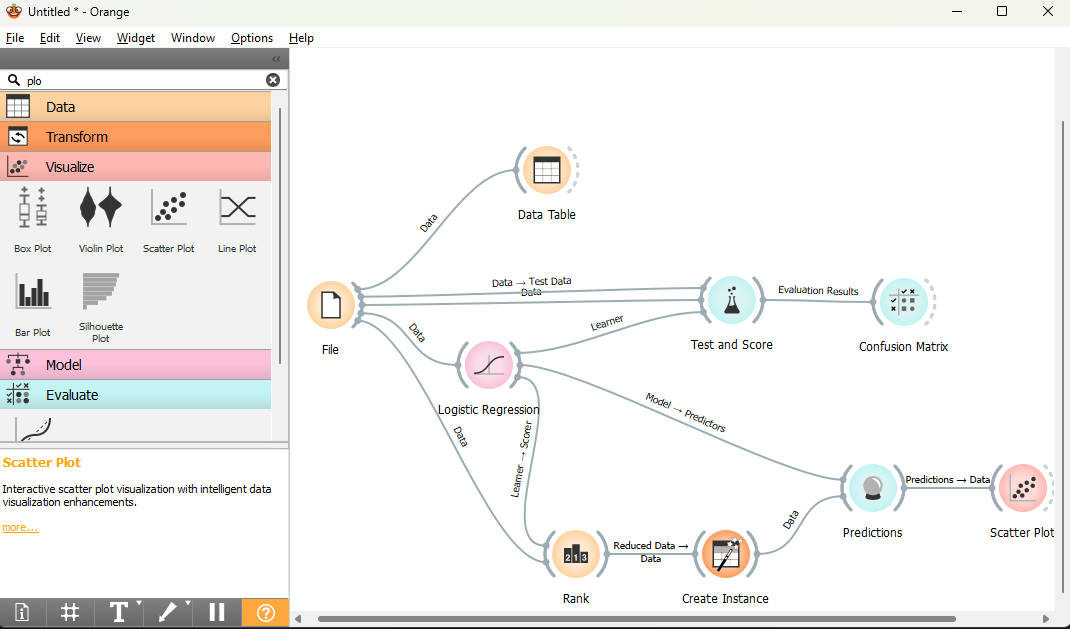 Untitled * - Orange
File Edit View Widget Window Options Help
plo
Data
Transform
Visualize
Box Plot Violin Plot Scatter Plot Line Plot
Bar Plot Silhouette Plot
Model
Evaluate
Scatter Plot
Interactive scatter plot visualization with intelligent data
visualization enhancements.
more...
Data
Data Table
Data → Test Data
Data
Evaluation Results
Learner
Test and Score
Confusion Matrix
File
Data
Logistic Regression
Model → Predictors
Data
Learner → Scorer
Predictions → Data
Data
Predictions
Scatter Plot
Reduced Data →
Data
213
Rank
Create Instance